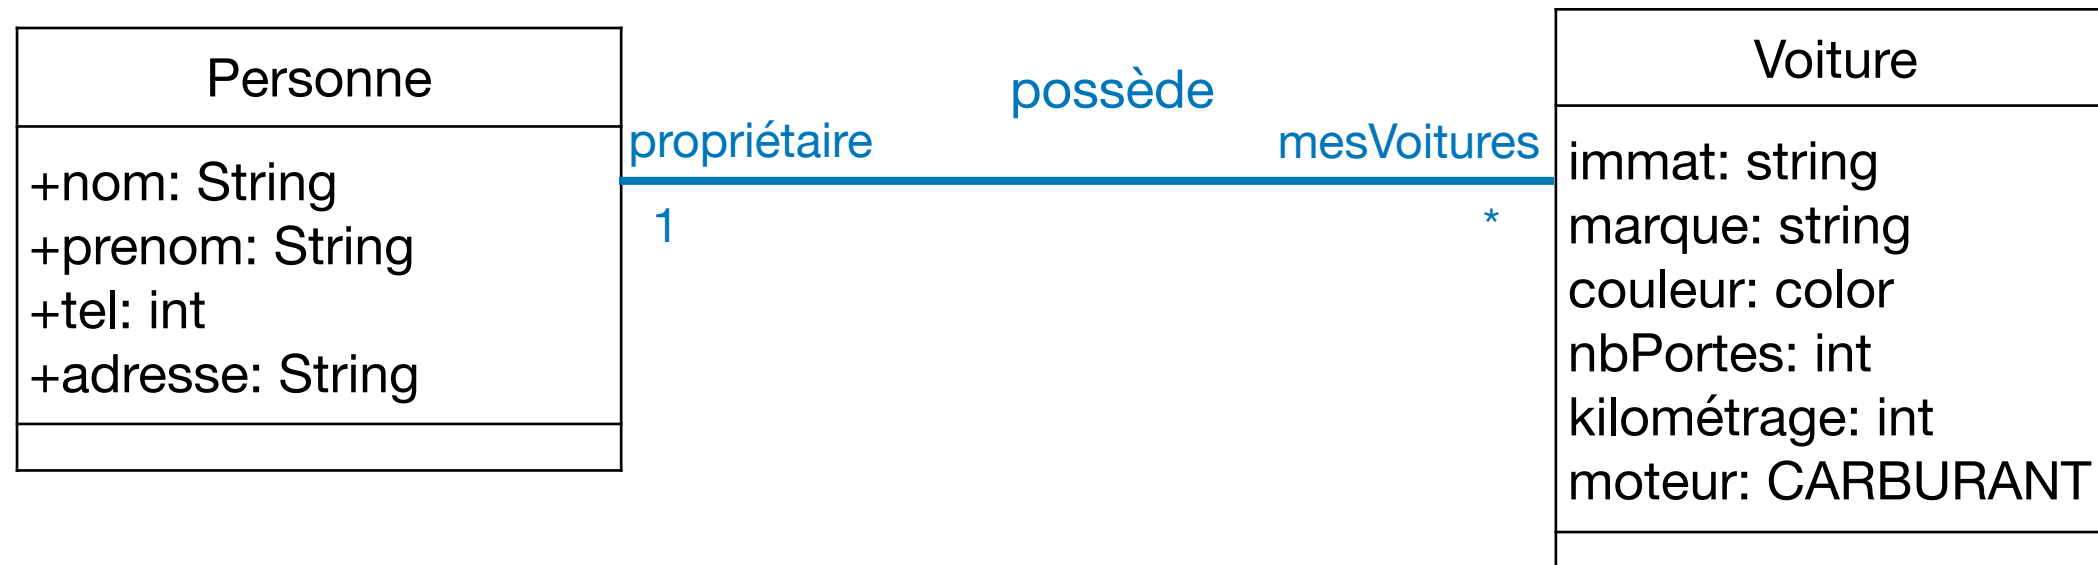 Personne
+nom: String
+prenom: String
+tel: int
+adresse: String
possède
propriétaire
mesVoitures
1
*
Voiture
immat: string
marque: string
couleur: color
nbPortes: int
kilométrage: int
moteur: CARBURANT